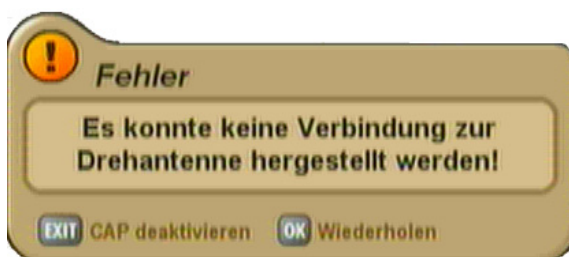 !
Fehler
Es konnte keine Verbindung zur
Drehantenne hergestellt werden!
EXIT CAP deaktivieren OK Wiederholen